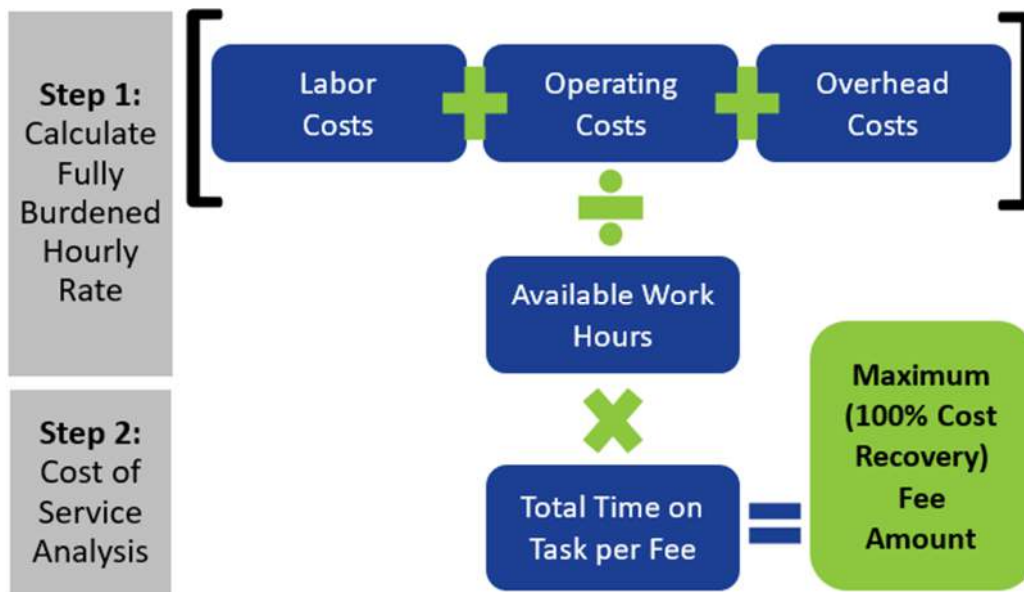 Step 1:
Calculate
Fully
Burdened
Hourly
Rate
Labor
Costs
Operating
Costs
Overhead
Costs
Available Work
Hours
Step 2:
Cost of
Service
Analysis
Total Time on
Task per Fee
Maximum
(100% Cost
Recovery)
Fee
Amount